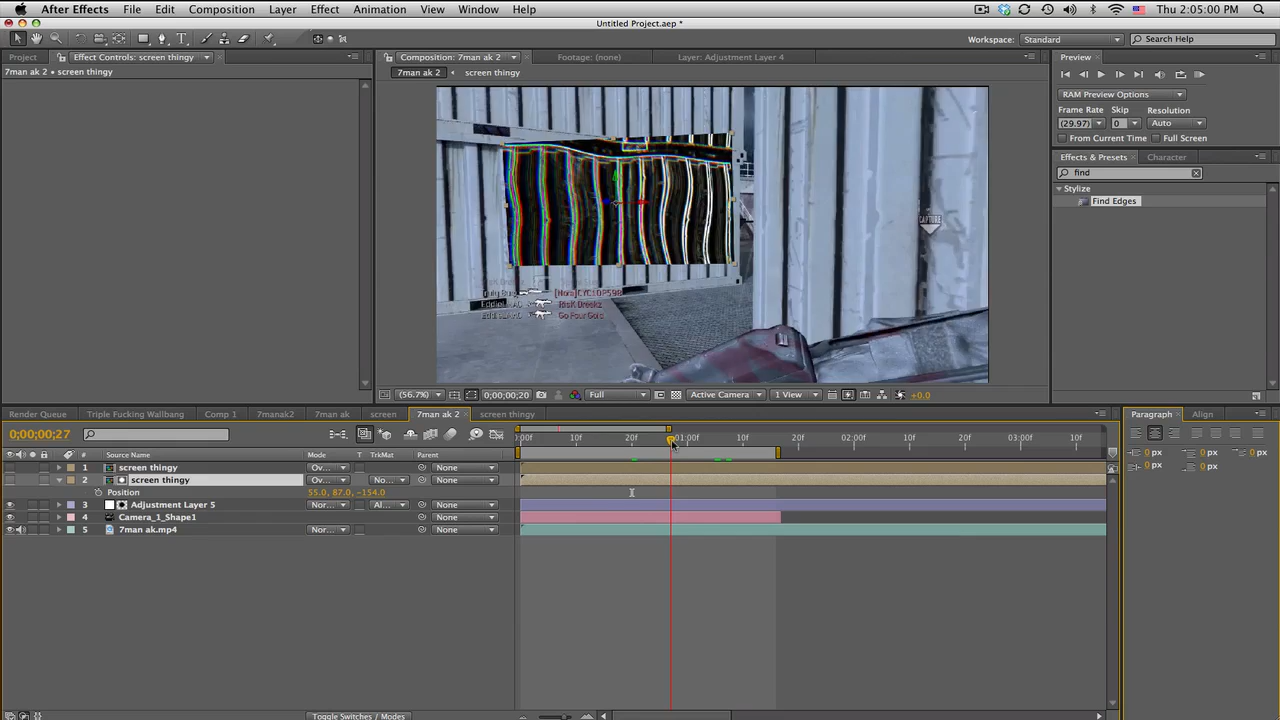 After Effects File Edit Composition Layer Effect Animation View Window Help Thu 2:05:00 PM
Untitled Project.aep *
Workspace: Standard Search Help
Project Effect Controls: screen thingy Composition: 7man ak 2 Footage: (none) Layer: Adjustment Layer 4 Preview
7man ak 2 • screen thingy 7man ak 2 screen thingy
RAM Preview Options
Frame Rate Skip Resolution
(29.97) 0 Auto
From Current Time Full Screen
Effects & Presets Character
find
Stylize
Find Edges
CAPTURE
(56.7%) 0;00;00;20 Full Active Camera 1 View +0.0
Render Queue Triple Fucking Wallbang Comp 1 7manak2 7man ak screen 7man ak 2 screen thingy Paragraph Align
0;00;00;27 :00f 10f 20f 01:00f 10f 20f 02:00f 10f 20f 03:00f 10f
# Source Name Mode T TrkMat Parent
1 screen thingy Ov... None
2 screen thingy Ov... No... None
Position 55.0, 87.0, -154.0
3 Adjustment Layer 5 Nor... Al... None
4 Camera_1_Shape1 None
5 7man ak.mp4 Nor... None
0 px 0 px 0 px
0 px 0 px
Toggle Switches / Modes